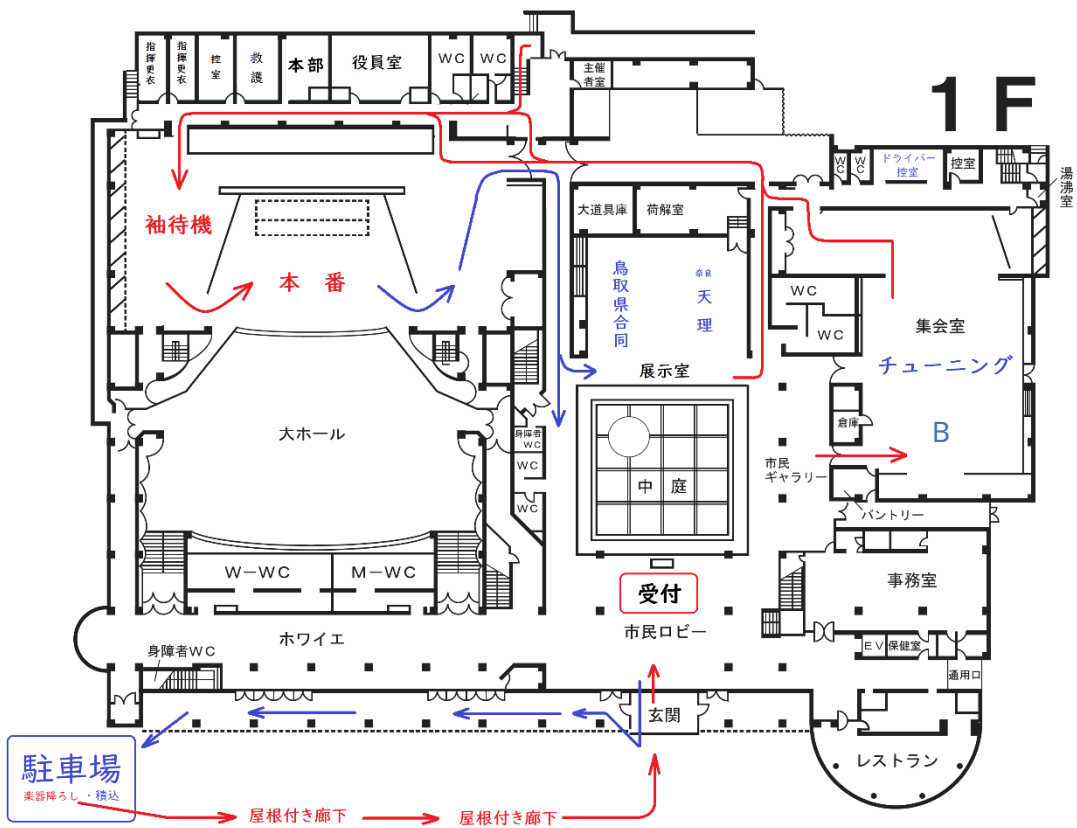 1F
指揮更衣
指揮更衣
控室
救護
本部
役員室
WC
WC
主催者室
WC
WC
ドライバー控室
控室
湯沸室
袖待機
本番
大道具庫
荷解室
鳥取県合同
奈良
天理
展示室
WC
WC
集会室
チューニング
B
倉庫
市民ギャラリー
パントリー
大ホール
身障者WC
WC
WC
中庭
W-WC
M-WC
受付
事務室
ホワイエ
市民ロビー
身障者WC
EV
保健室
通用口
玄関
レストラン
駐車場
楽器降ろし・積込
屋根付き廊下
屋根付き廊下